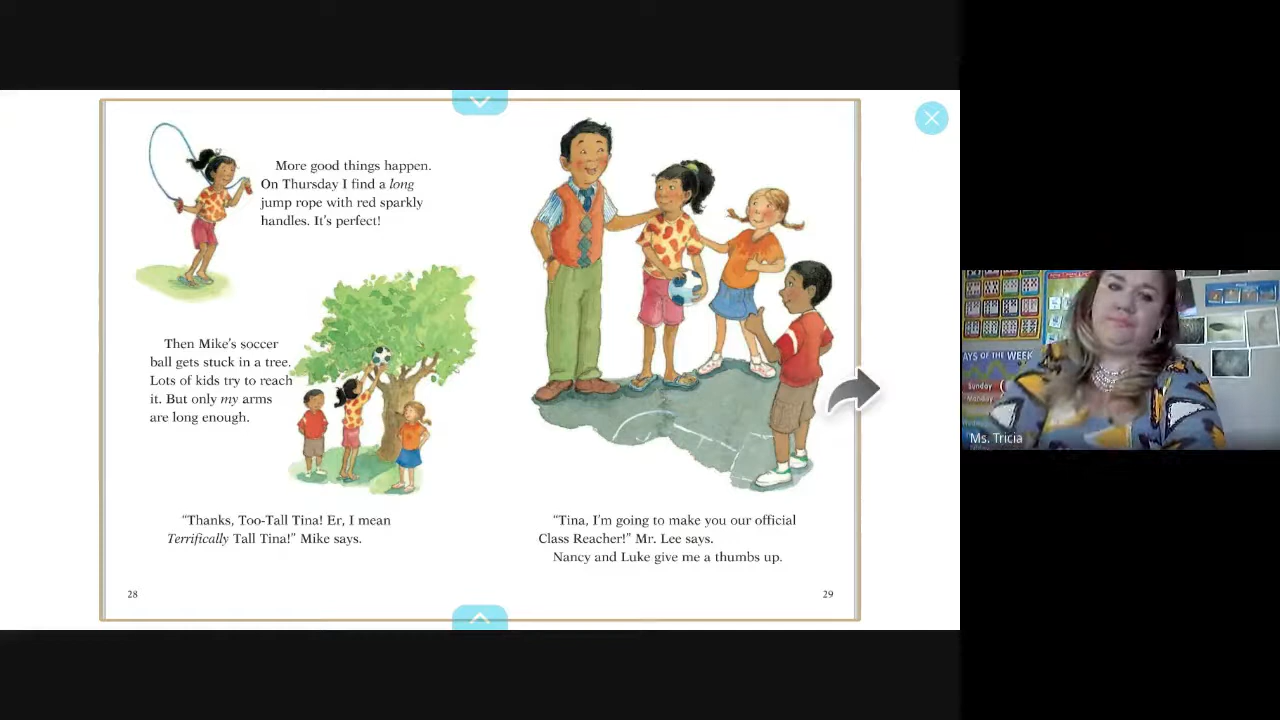 More good things happen.
On Thursday I find a long
jump rope with red sparkly
handles. It's perfect!
Then Mike's soccer
ball gets stuck in a tree.
Lots of kids try to reach
it. But only my arms
are long enough.
"Thanks, Too-Tall Tina! Er, I mean
Terrifically Tall Tina!" Mike says.
28
"Tina, I'm going to make you our official
Class Reacher!" Mr. Lee says.
Nancy and Luke give me a thumbs up.
29
AYS OF THE WEEK
Sunday
Monday
Ms. Tricia